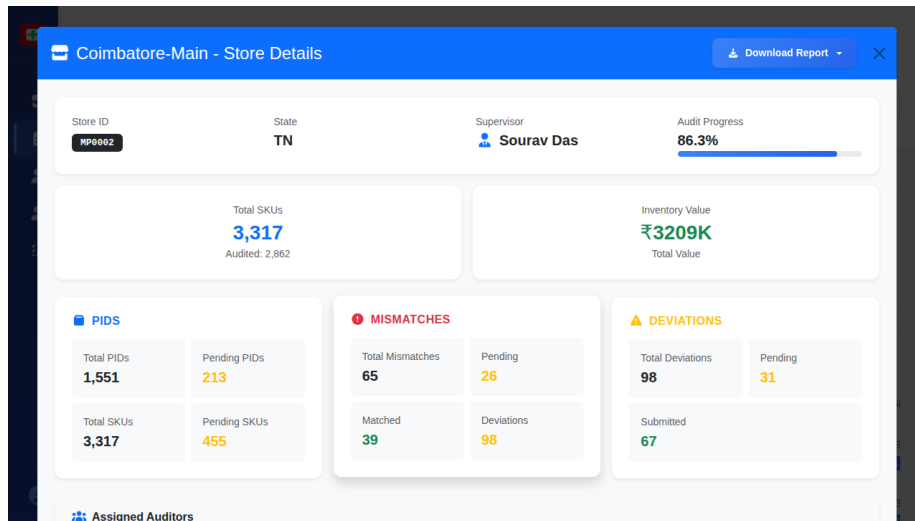 Coimbatore-Main - Store Details
Download Report
Store ID
MP0002
State
TN
Supervisor
Sourav Das
Audit Progress
86.3%
Total SKUs
3,317
Audited: 2,862
Inventory Value
₹3209K
Total Value
PIDS
Total PIDs
1,551
Pending PIDs
213
Total SKUs
3,317
Pending SKUs
455
MISMATCHES
Total Mismatches
65
Pending
26
Matched
39
Deviations
98
DEVIATIONS
Total Deviations
98
Pending
31
Submitted
67
Assigned Auditors